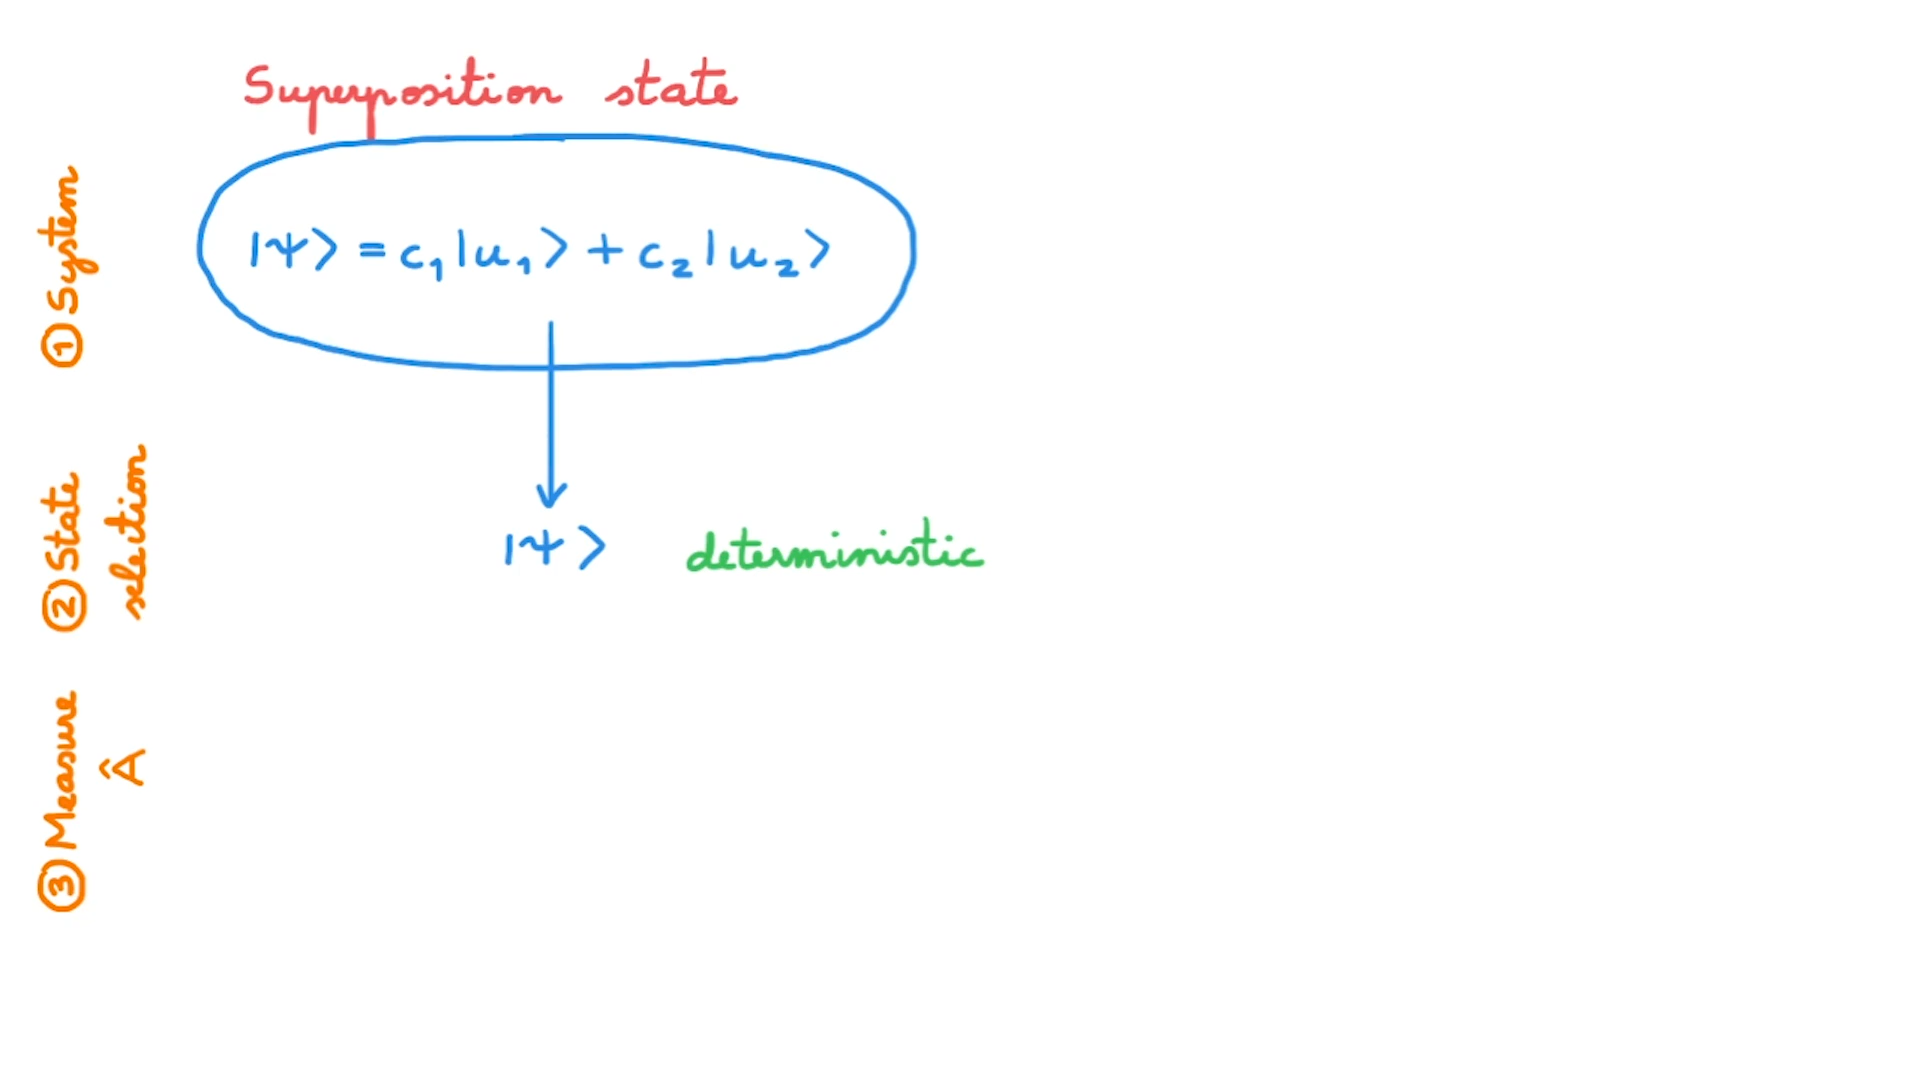 Superposition state
① System
|ψ> = c₁|u₁> + c₂|u₂>
② State
selection
|ψ> deterministic
③ Measure
Â